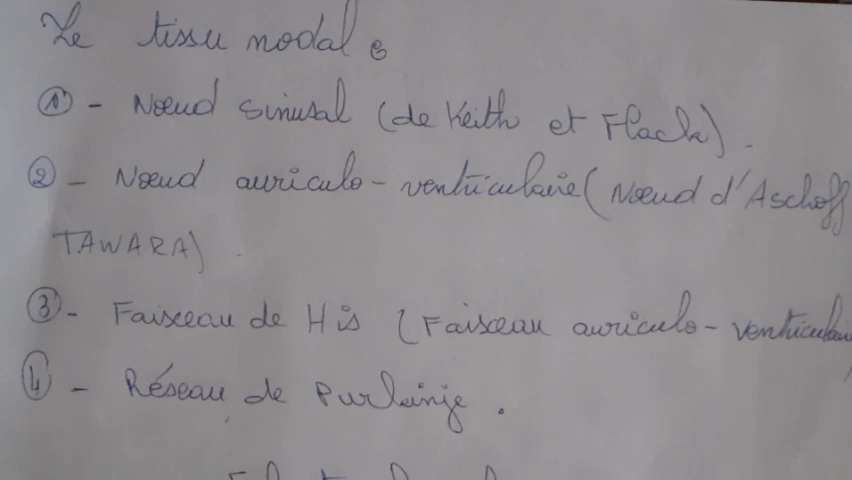 Le tissu nodal :
① - Nœud sinusal (de Keith et Flack).
② - Nœud auriculo-ventriculaire (Nœud d'Aschoff
TAWARA).
③ - Faisceau de His (Faisceau auriculo-ventriculaire
④ - Réseau de Purkinje.